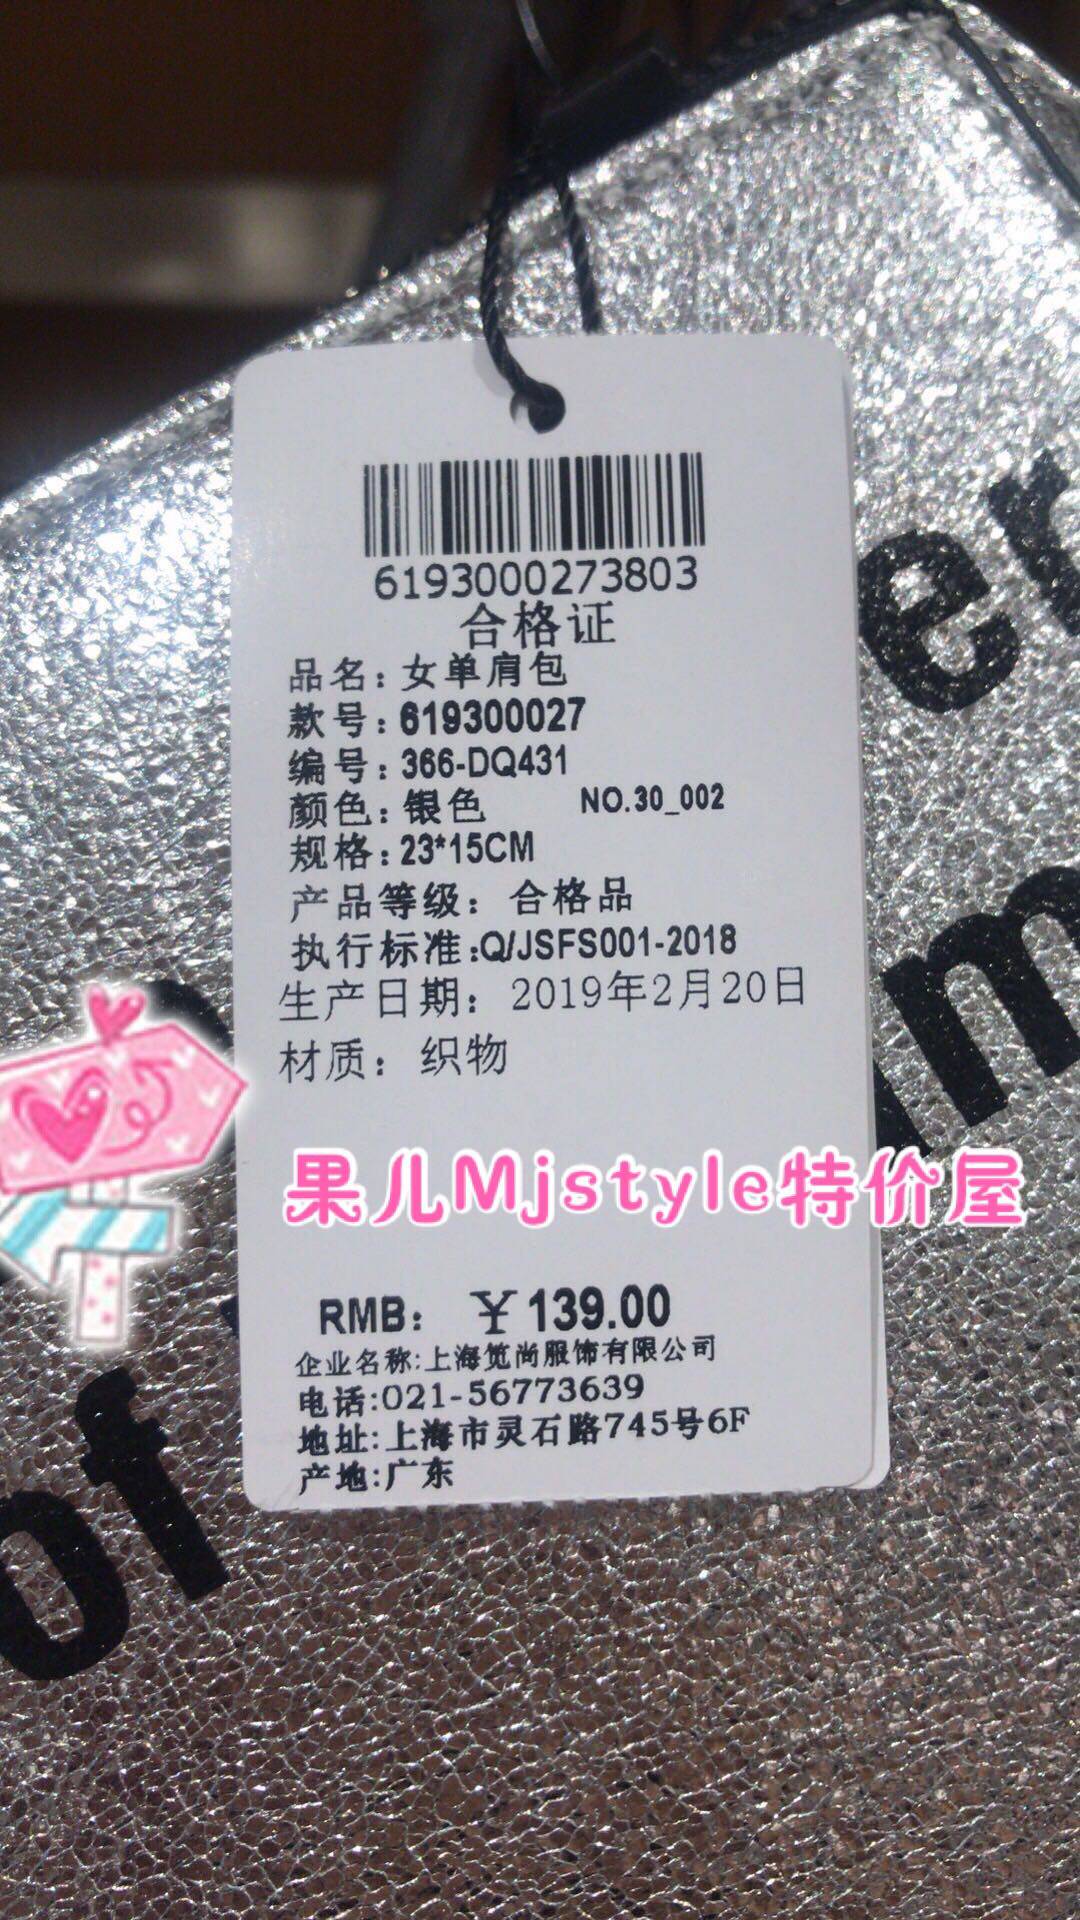 6193000273803
合格证
品名：女单肩包
款号：619300027
编号：366-DQ431
颜色：银色 NO.30_002
规格：23*15CM
产品等级：合格品
执行标准：Q/JSFS001-2018
生产日期：2019年2月20日
材质：织物
果儿Mjstyle特价屋
RMB：￥139.00
企业名称:上海览尚服饰有限公司
电话:021-56773639
地址:上海市灵石路745号6F
产地:广东
er
of